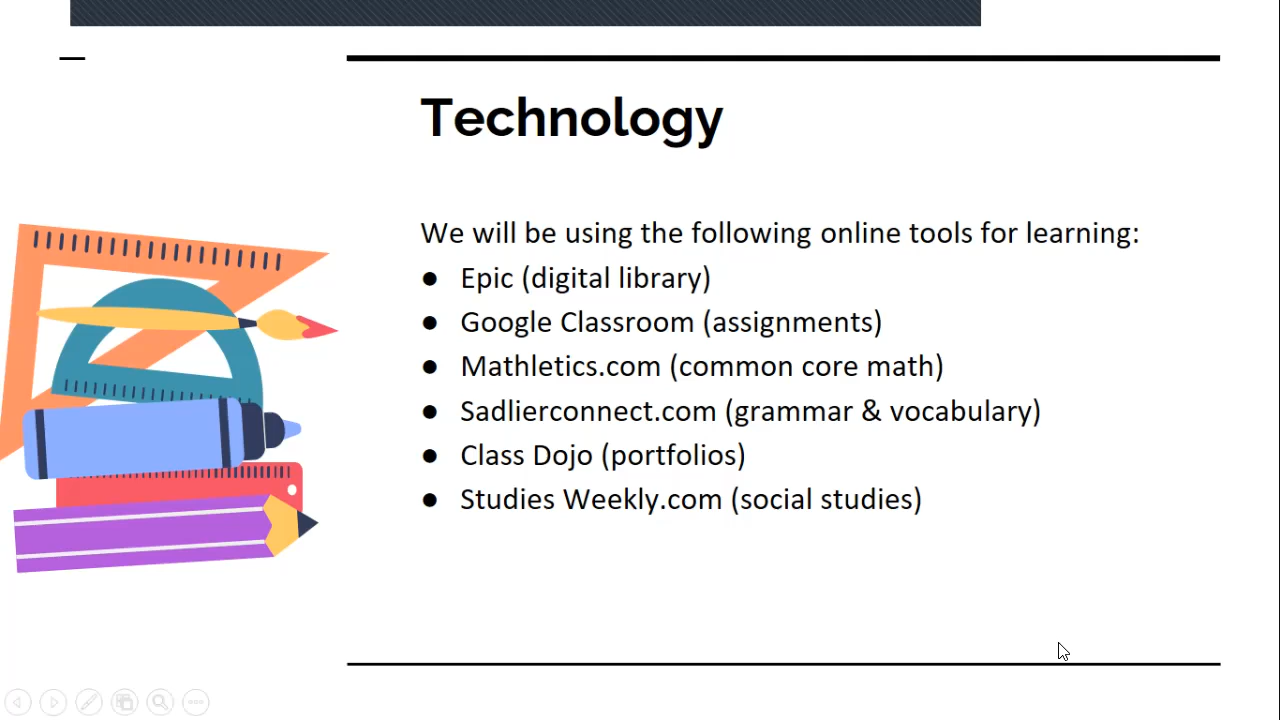 Technology
We will be using the following online tools for learning:
● Epic (digital library)
● Google Classroom (assignments)
● Mathletics.com (common core math)
● Sadlierconnect.com (grammar & vocabulary)
● Class Dojo (portfolios)
● Studies Weekly.com (social studies)